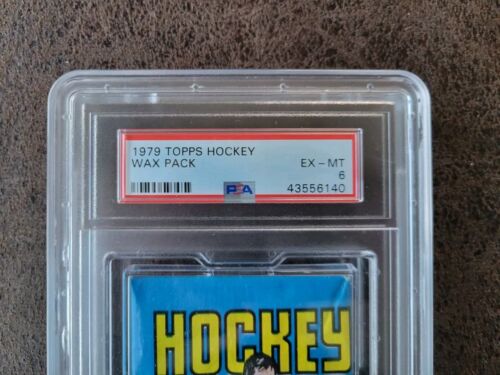 1979 TOPPS HOCKEY
WAX PACK EX - MT
6
PSA 43556140
HOCKEY